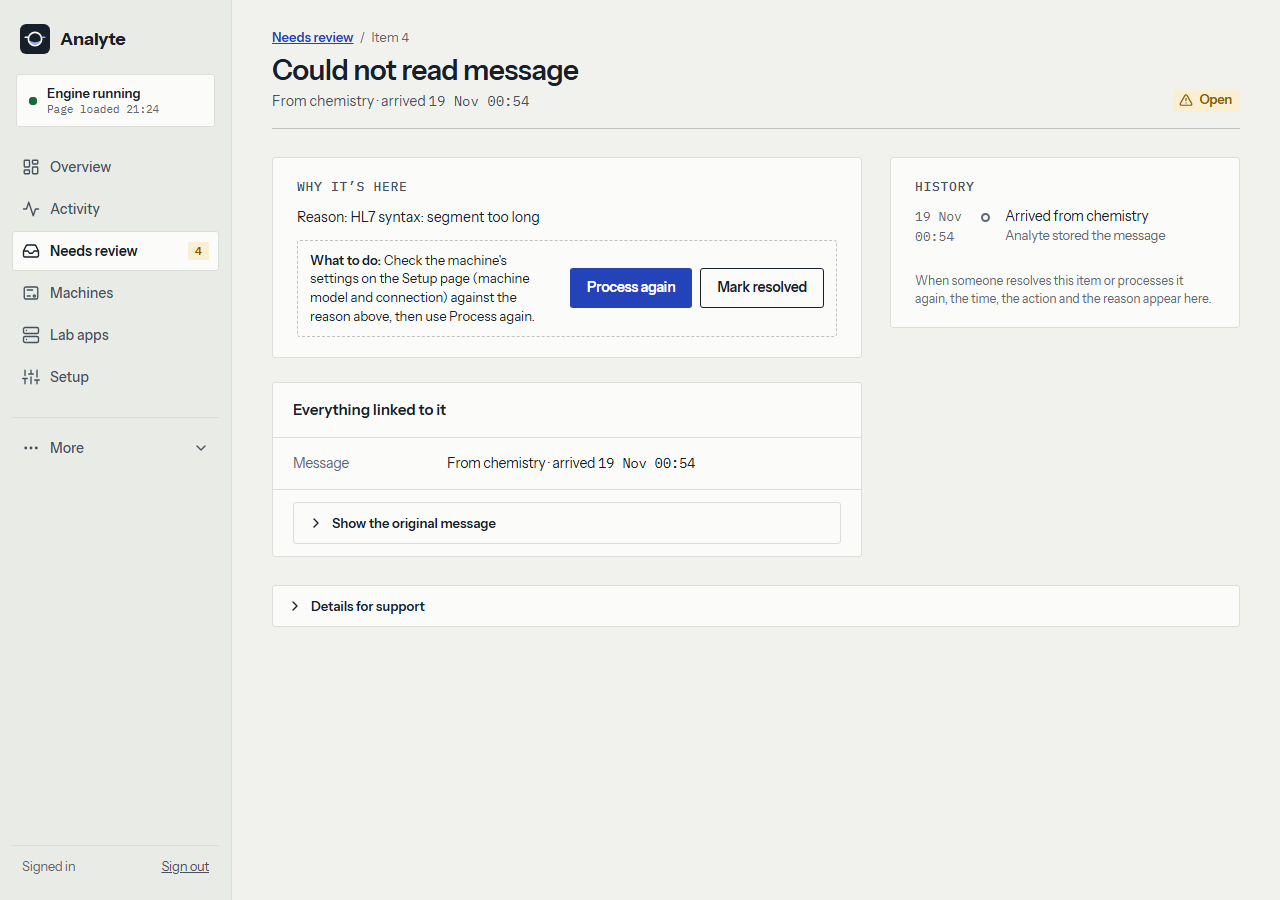 Analyte
Engine running
Page loaded 21:24
Overview
Activity
Needs review 4
Machines
Lab apps
Setup
More
Signed in Sign out
Needs review / Item 4
Could not read message
From chemistry · arrived 19 Nov 00:54
Open
WHY IT’S HERE
Reason: HL7 syntax: segment too long
What to do: Check the machine's
settings on the Setup page (machine
model and connection) against the
reason above, then use Process again.
Process again
Mark resolved
Everything linked to it
Message From chemistry · arrived 19 Nov 00:54
Show the original message
HISTORY
19 Nov
00:54
Arrived from chemistry
Analyte stored the message
When someone resolves this item or processes it
again, the time, the action and the reason appear here.
Details for support